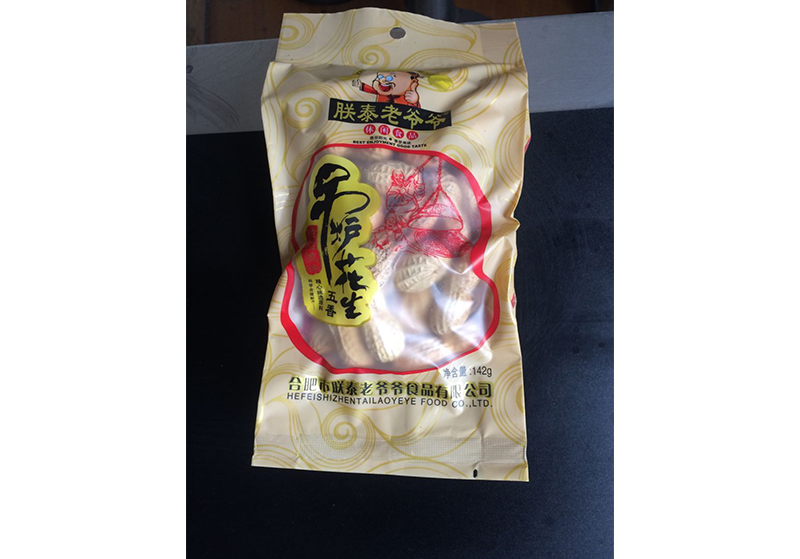 朕泰老爷爷
休闲食品
BEST ENJOYMENT GOOD TASTE
吊炉花生
五香
净含量:142g
合肥市朕泰老爷爷食品有限公司
HEFEISHIZHENTAILAOYEYE FOOD CO.,LTD.